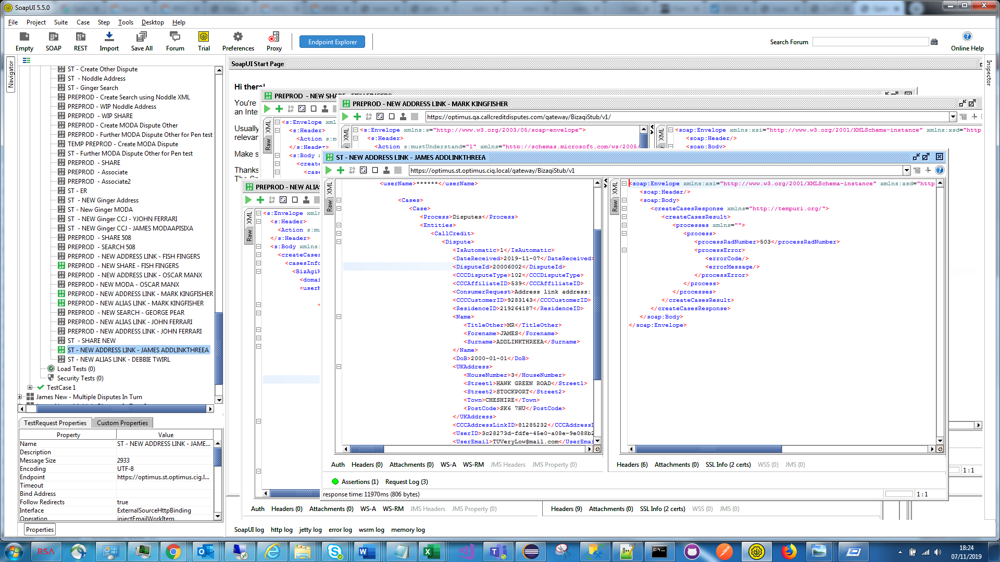 SoapUI 5.5.0
File Project Suite Case Step Tools Desktop Help
Empty SOAP REST Import Save All Forum Trial Preferences Proxy
Endpoint Explorer
Search Forum
Online Help
Navigator
Inspector
ST - Create Other Dispute
ST - Noddle Address
ST - Ginger Search
PREPROD - Create Search using Noddle XML
PREPROD - WIP Noddle Address
PREPROD - WIP SHARE
PREPROD - Create MODA Dispute Other
PREPROD - Further MODA Dispute Other for Pen test
TEMP PREPROD - Create MODA Dispute
ST - Further MODA Dispute Other for Pen test
PREPROD - SHARE
PREPROD - Associate
PREPROD - Associate2
ST - ER
ST - NEW Ginger Address
ST - New Ginger MODA
ST - NEW Ginger CCJ - YJOHN FERRARI
ST - NEW Ginger CCJ - JAMES MODAAPISIXA
PREPROD - SHARE 508
PREPROD - SEARCH 508
PREPROD - NEW ADDRESS LINK - FISH FINGERS
PREPROD - NEW SHARE - FISH FINGERS
PREPROD - NEW ADDRESS LINK - OSCAR MANX
PREPROD - NEW MODA - OSCAR MANX
PREPROD - NEW ADDRESS LINK - MARK KINGFISHER
PREPROD - NEW ALIAS LINK - MARK KINGFISHER
PREPROD - NEW SEARCH - GEORGE PEAR
PREPROD - NEW ALIAS LINK - JOHN FERRARI
PREPROD - NEW ADDRESS LINK - JOHN FERRARI
ST - SHARE NEW
ST - NEW ADDRESS LINK - JAMES ADDLINKTHREEA
ST - NEW ALIAS LINK - DEBBIE TWIRL
Load Tests (0)
Security Tests (0)
TestCase 1
James New - Multiple Disputes In Turn
TestRequest Properties Custom Properties
Property Value
Name ST - NEW ADDRESS LINK - JAME...
Description
Message Size 2933
Encoding UTF-8
Endpoint https://optimus.st.optimus.cig.l...
Timeout
Bind Address
Follow Redirects true
Interface ExternalSourceHttpBinding
Operation injectEmailWorkItem
Properties
SoapUI Start Page
Hi there!
You're
an Inte
Usually
relevan
Make s
Thanks
PREPROD - NEW SHARE - FISH FINGERS
XML
Raw
<s:Envelope xml
<s:Header>
<Action s:m
</s:Header>
<s:Body x
<create
<cas
PREPROD - NEW ADDRESS LINK - MARK KINGFISHER
https://optimus.qa.callcreditdisputes.com/gateway/BizaqiStub/v1/
XML
<s:Envelope xmlns:s="http://www.w3.org/2003/05/soap-envelope">
<s:Header>
<Action s:mustUnderstand="1" xmlns="http://schemas.microsoft.com/ws/2005/
XML
<soap:Envelope xmlns:xsi="http://www.w3.org/2001/XMLSchema-instance" xmlns:xsd="http
<soap:Header/>
<soap:Body>
PREPROD - NEW ALIAS
XML
Raw
<s:Envelope xmln
<s:Header>
<Action s:mu
</s:Header>
<s:Body xmlns:
<createCases
<casesInfo
<BizAgiW
<domai
<userN
<
Auth Headers (0) Attachments (0) WS-A WS-RM JMS Headers JMS Property (0)
Headers (9) Attachments (0) SSL Info (2 certs) WSS (0) JMS (0)
1 : 1
ST - NEW ADDRESS LINK - JAMES ADDLINKTHREEA
https://optimus.st.optimus.cig.local/gateway/BizaqiStub/v1
XML
Raw
<userName>******</userName>
<Cases>
<Case>
<Process>Disputes</Process>
<Entities>
<CallCredit>
<Dispute>
<IsAutomatic>1</IsAutomatic>
<DateReceived>2019-11-07</DateReceived>
<DisputeId>20006002</DisputeId>
<CCCDisputeType>102</CCCDisputeType>
<CCCAffiliateID>539</CCCAffiliateID>
<ConsumerRequest>Address link address:
<CCCCustomerID>9283143</CCCCustomerID>
<ResidenceID>219264187</ResidenceID>
<Name>
<TitleOther>MR</TitleOther>
<Forename>JAMES</Forename>
<Surname>ADDLINKTHREEA</Surname>
</Name>
<DoB>2000-01-01</DoB>
<UKAddress>
<HouseNumber>3</HouseNumber>
<Street1>HAWK GREEN ROAD</Street1>
<Street2>STOCKPORT</Street2>
<Town>CHESHIRE</Town>
<PostCode>SK6 7HU</PostCode>
</UKAddress>
<CCCAddressLinkID>81285232</CCCAddressI
<UserID>3c28273d-fdfe-45e0-a08e-9e088b2
<UserEmail>TUVeryLow@mail.com</UserEmai
XML
Raw
<soap:Envelope xmlns:xsi="http://www.w3.org/2001/XMLSchema-instance" xmlns:xsd="http
<soap:Header/>
<soap:Body>
<createCasesResponse xmlns="http://tempuri.org/">
<createCasesResult>
<processes xmlns="">
<process>
<processRadNumber>503</processRadNumber>
<processError>
<errorCode/>
<errorMessage/>
</processError>
</process>
</processes>
</createCasesResult>
</createCasesResponse>
</soap:Body>
</soap:Envelope>
Auth Headers (0) Attachments (0) WS-A WS-RM JMS Headers JMS Property (0)
Headers (6) Attachments (0) SSL Info (2 certs) WSS (0) JMS (0)
Assertions (1) Request Log (3)
response time: 11970ms (806 bytes)
1 : 1
SoapUI log http log jetty log error log wsrm log memory log
RSA
18:24
07/11/2019